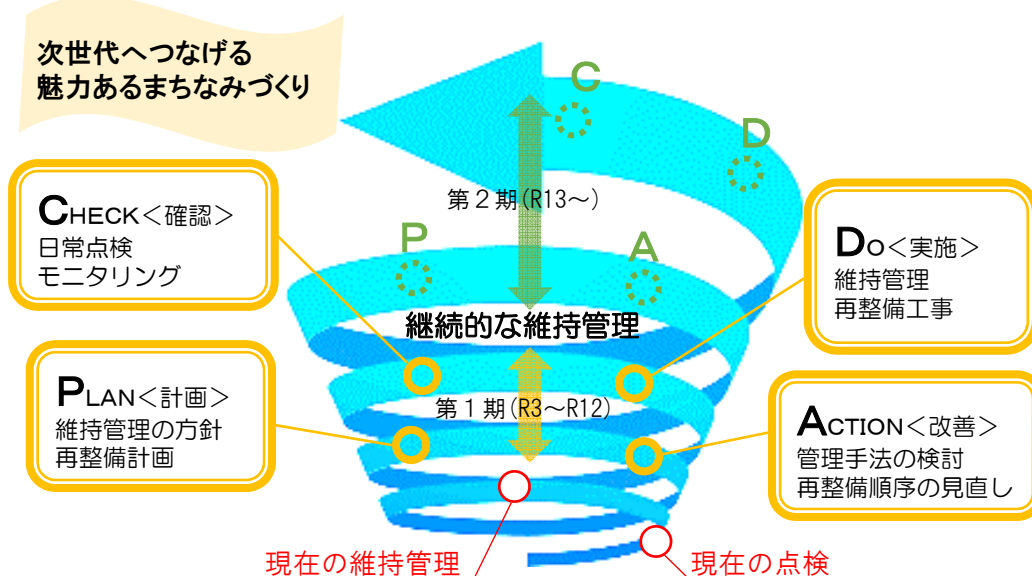 次世代へつなげる
魅力あるまちなみづくり
C
D
第2期(R13～)
P
A
CHECK＜確認＞
日常点検
モニタリング
DO＜実施＞
維持管理
再整備工事
継続的な維持管理
第1期(R3～R12)
PLAN＜計画＞
維持管理の方針
再整備計画
ACTION＜改善＞
管理手法の検討
再整備順序の見直し
現在の維持管理
現在の点検